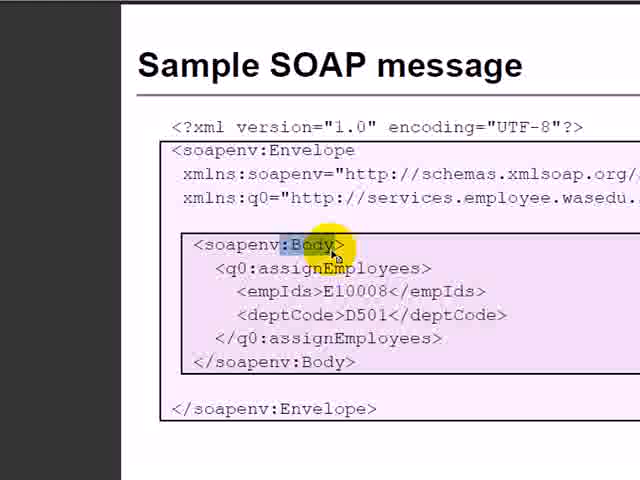 Sample SOAP message
<?xml version="1.0" encoding="UTF-8"?>
<soapenv:Envelope
xmlns:soapenv="http://schemas.xmlsoap.org/
xmlns:q0="http://services.employee.wasedu.
<soapenv:Body>
<q0:assignEmployees>
<empIds>E10008</empIds>
<deptCode>D501</deptCode>
</q0:assignEmployees>
</soapenv:Body>
</soapenv:Envelope>